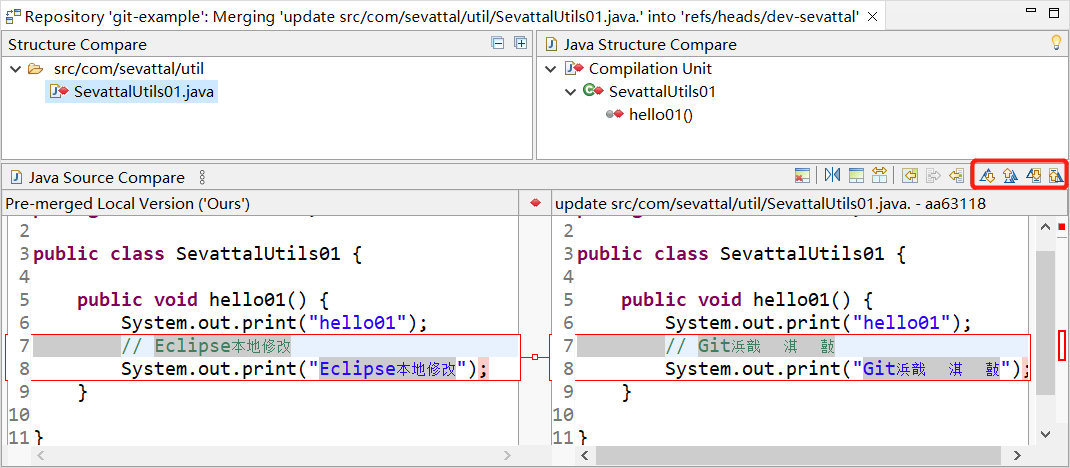 Repository 'git-example': Merging 'update src/com/sevattal/util/SevattalUtils01.java.' into 'refs/heads/dev-sevattal'
Structure Compare
src/com/sevattal/util
SevattalUtils01.java
Java Structure Compare
Compilation Unit
SevattalUtils01
hello01()
Java Source Compare
Pre-merged Local Version ('Ours')
2
3 public class SevattalUtils01 {
4
5 public void hello01() {
6 System.out.print("hello01");
7 // Eclipse本地修改
8 System.out.print("Eclipse本地修改");
9 }
10
11 }
update src/com/sevattal/util/SevattalUtils01.java. - aa63118
2
3 public class SevattalUtils01 {
4
5 public void hello01() {
6 System.out.print("hello01");
7 // Git浜戠 淇 敼
8 System.out.print("Git浜戠 淇 敼");
9 }
10
11 }